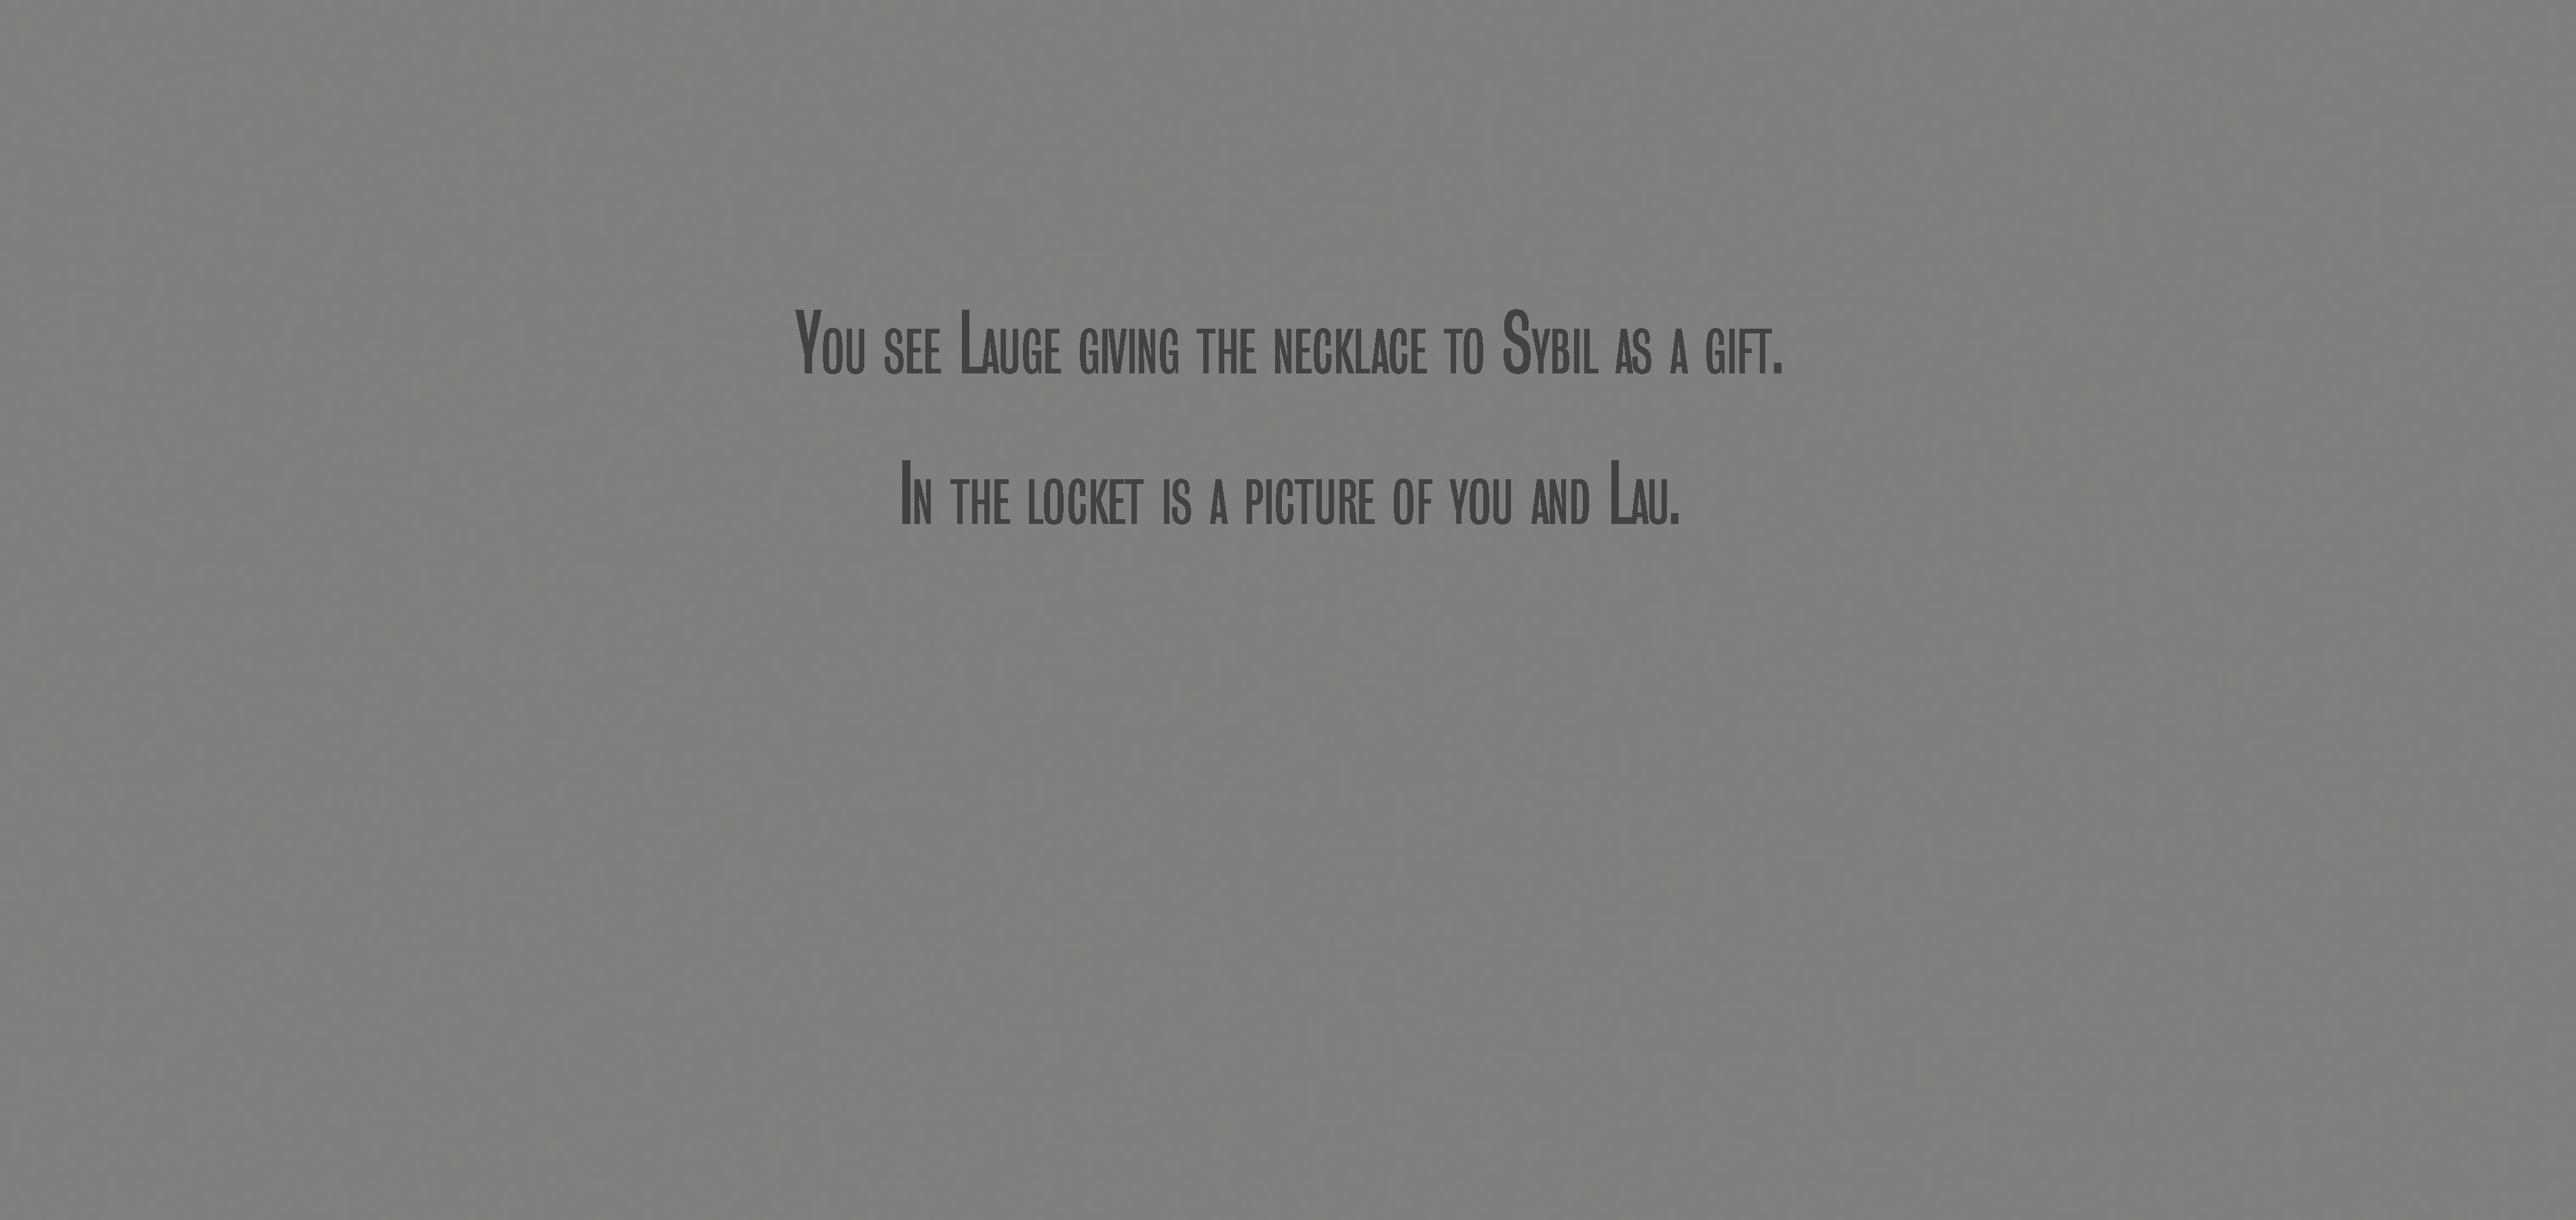 You see Lauge giving the necklace to Sybil as a gift.
In the locket is a picture of you and Lau.